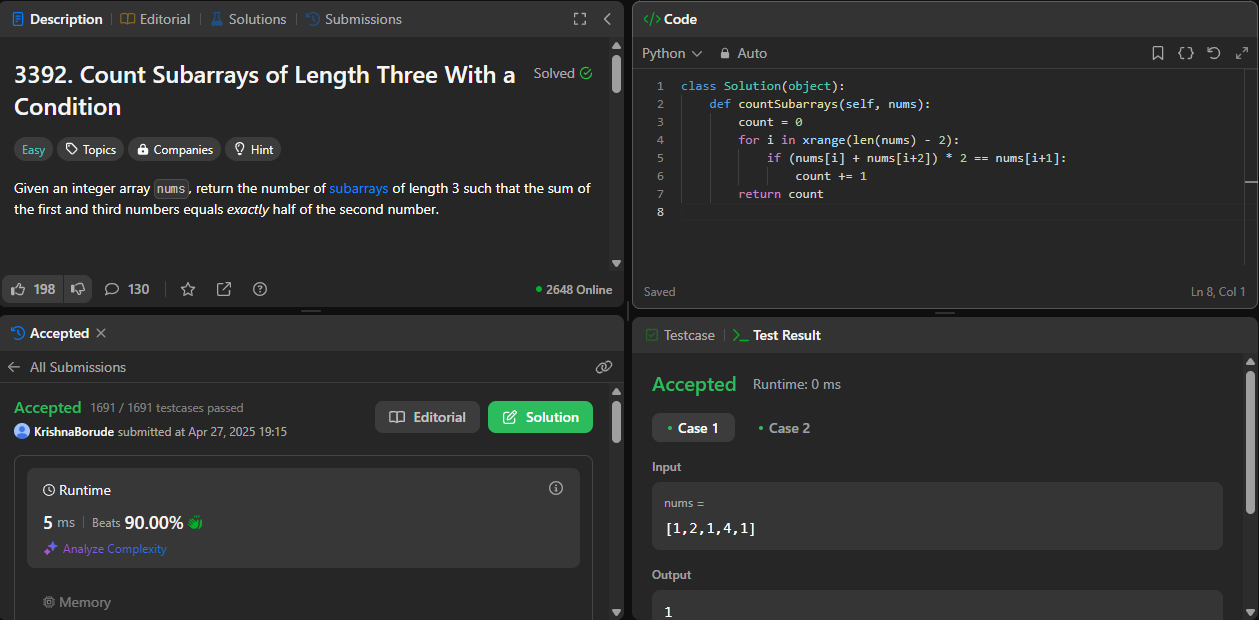 Description
Editorial
Solutions
Submissions
3392. Count Subarrays of Length Three With a
Condition
Solved
Easy
Topics
Companies
Hint
Given an integer array nums, return the number of subarrays of length 3 such that the sum of
the first and third numbers equals exactly half of the second number.
198
130
2648 Online
Accepted
All Submissions
Accepted 1691 / 1691 testcases passed
KrishnaBorude submitted at Apr 27, 2025 19:15
Editorial
Solution
Runtime
5 ms | Beats 90.00%
Analyze Complexity
Memory
</> Code
Python
Auto
1 class Solution(object):
2     def countSubarrays(self, nums):
3         count = 0
4         for i in xrange(len(nums) - 2):
5             if (nums[i] + nums[i+2]) * 2 == nums[i+1]:
6                 count += 1
7         return count
8
Saved
Ln 8, Col 1
Testcase
Test Result
Accepted
Runtime: 0 ms
Case 1
Case 2
Input
nums =
[1,2,1,4,1]
Output
1